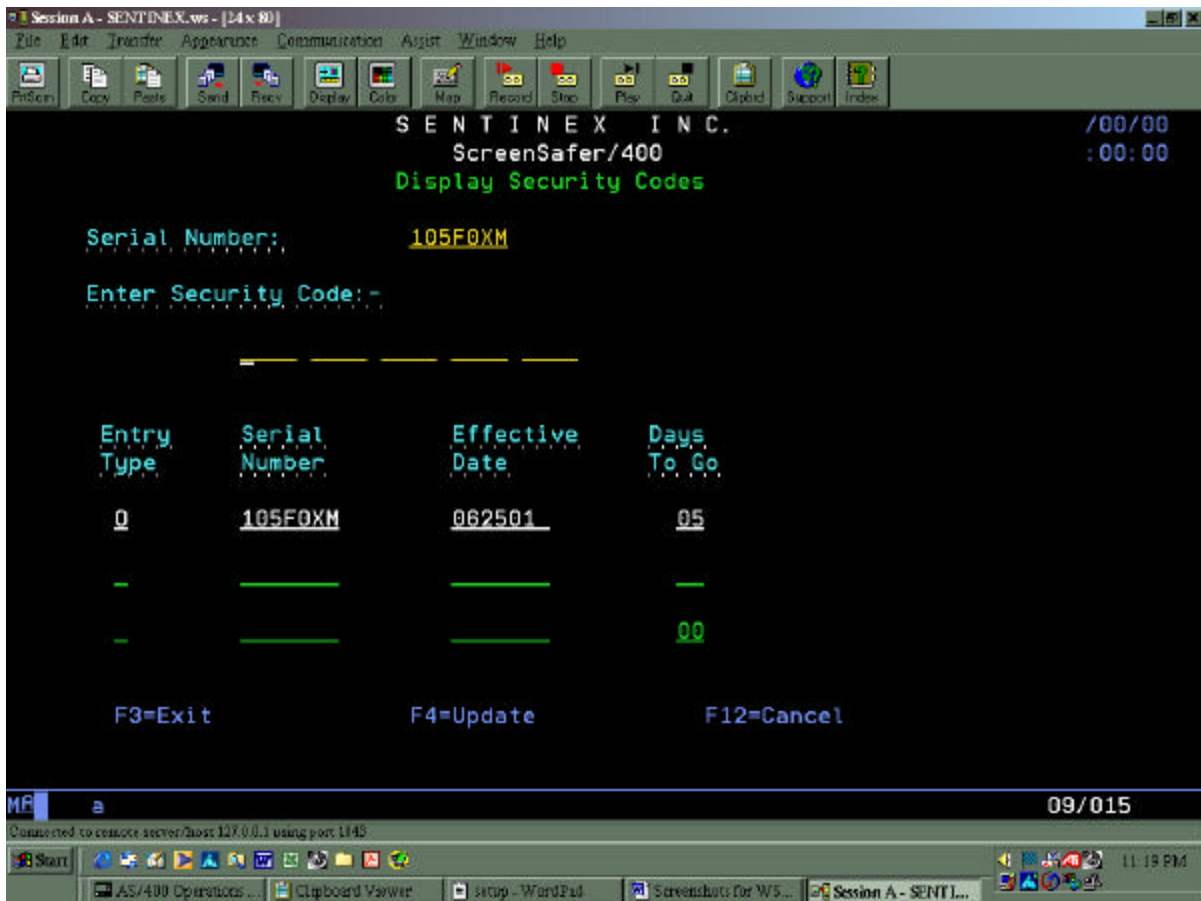 Session A - SENTINEX.ws - [24 x 80]
File Edit Transfer Appearance Communication Assist Window Help
PrtScrn Copy Paste Send Recv Display Color Map Record Stop Play Quit Clipbrd Support Index
SENTINEX INC. /00/00
ScreenSafer/400 :00:00
Display Security Codes
Serial Number: 105F0XM
Enter Security Code:-
Entry Serial Effective Days
Type Number Date To Go
O 105F0XM 062501 05
00
F3=Exit F4=Update F12=Cancel
MA a 09/015
Connected to remote server/host 127.0.0.1 using port
Start 11:19 PM
AS/400 Operations ... Clipboard Viewer setup - WordPad Screenshots for WS... Session A - SENTI...